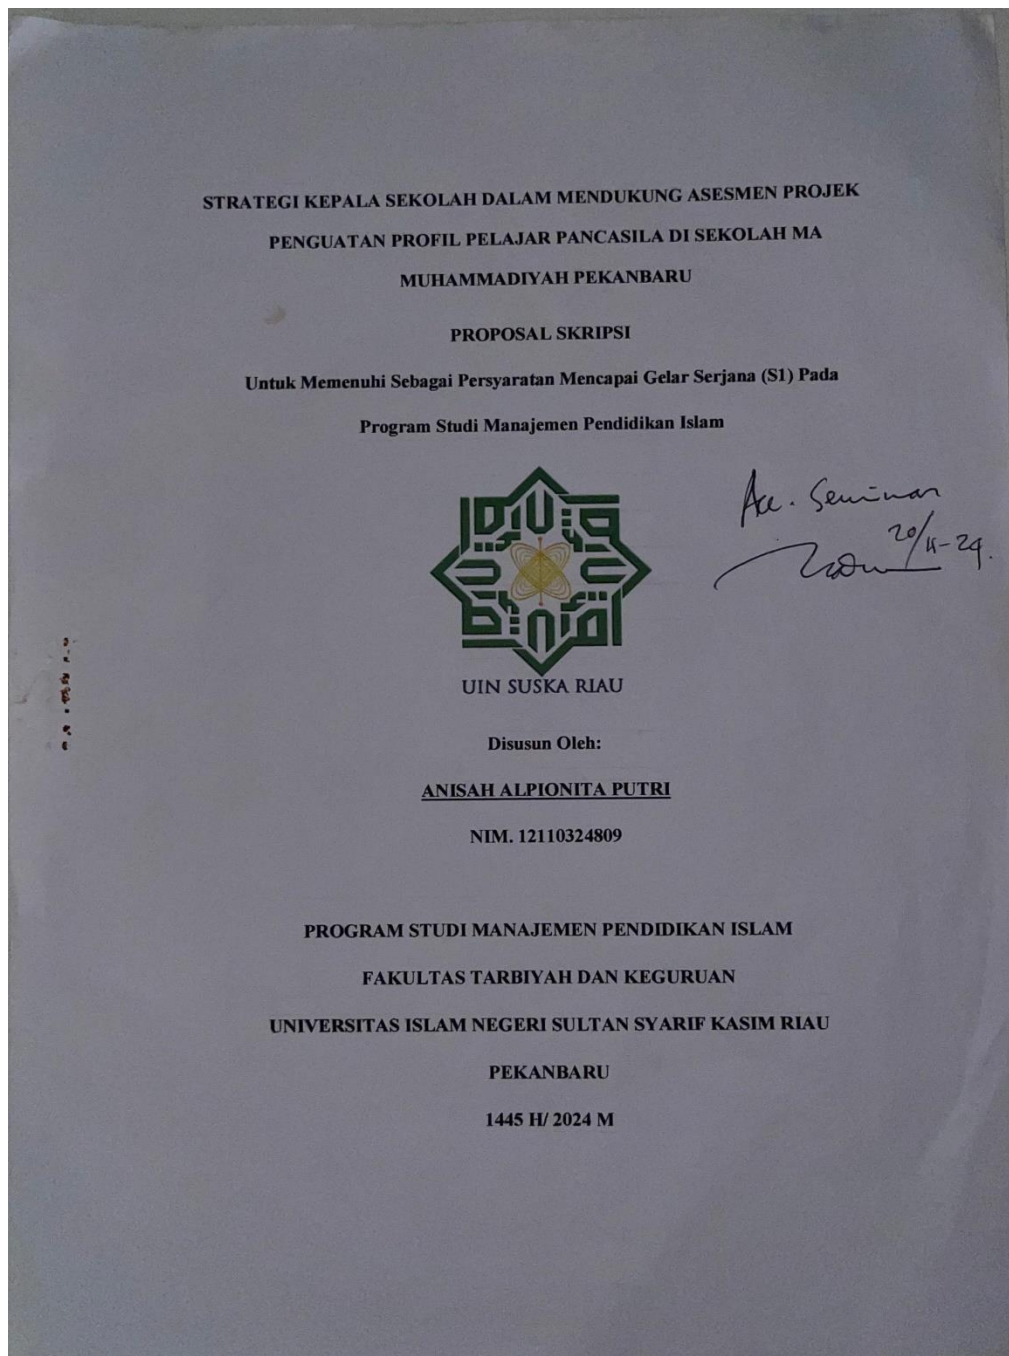 STRATEGI KEPALA SEKOLAH DALAM MENDUKUNG ASESMEN PROJEK
PENGUATAN PROFIL PELAJAR PANCASILA DI SEKOLAH MA
MUHAMMADIYAH PEKANBARU
PROPOSAL SKRIPSI
Untuk Memenuhi Sebagai Persyaratan Mencapai Gelar Serjana (S1) Pada
Program Studi Manajemen Pendidikan Islam
Acc. Seminar
20/11-24.
UIN SUSKA RIAU
Disusun Oleh:
ANISAH ALPIONITA PUTRI
NIM. 12110324809
PROGRAM STUDI MANAJEMEN PENDIDIKAN ISLAM
FAKULTAS TARBIYAH DAN KEGURUAN
UNIVERSITAS ISLAM NEGERI SULTAN SYARIF KASIM RIAU
PEKANBARU
1445 H/ 2024 M